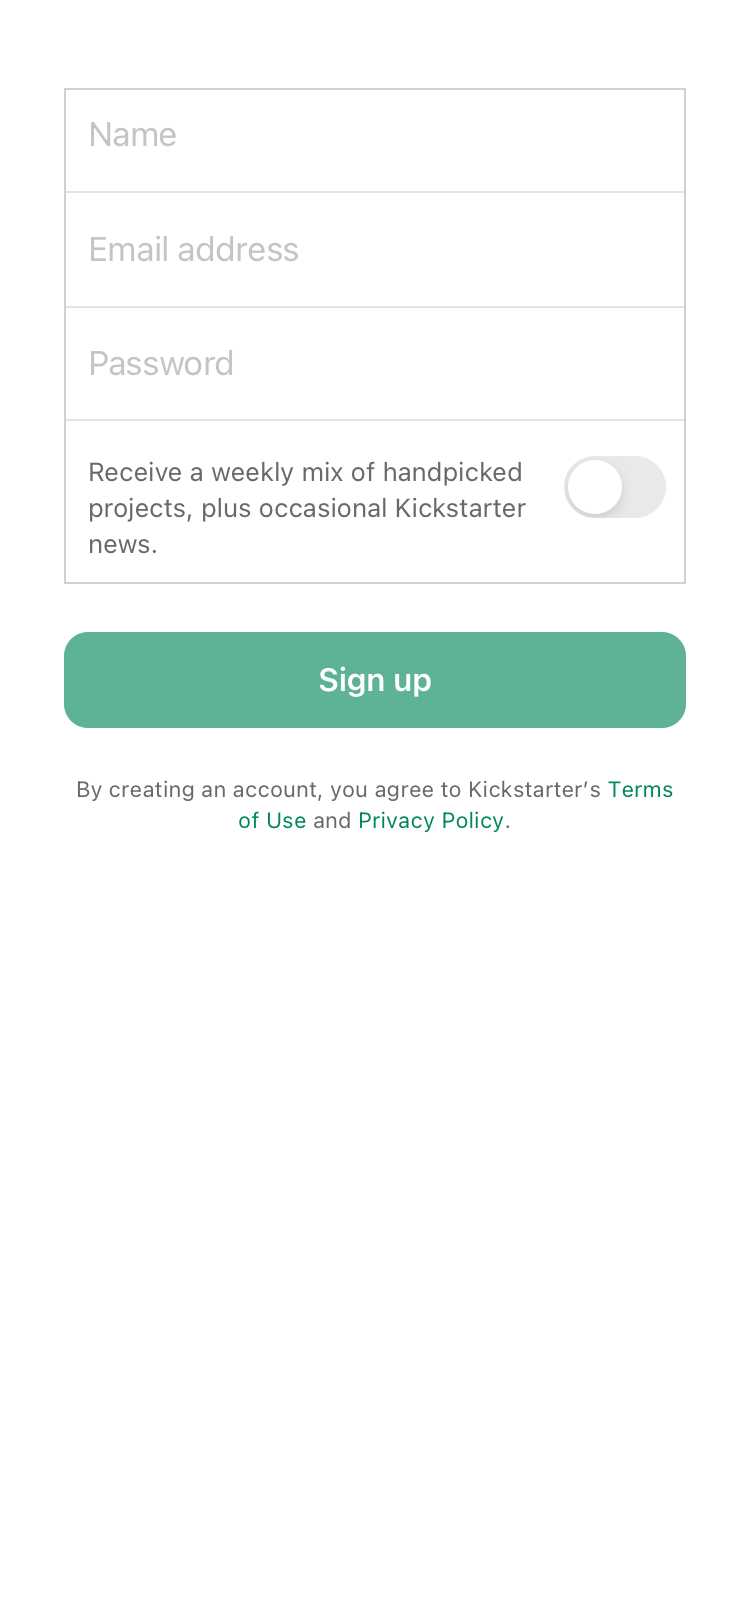 Name
Email address
Password
Receive a weekly mix of handpicked
projects, plus occasional Kickstarter
news.
Sign up
By creating an account, you agree to Kickstarter’s Terms
of Use and Privacy Policy.